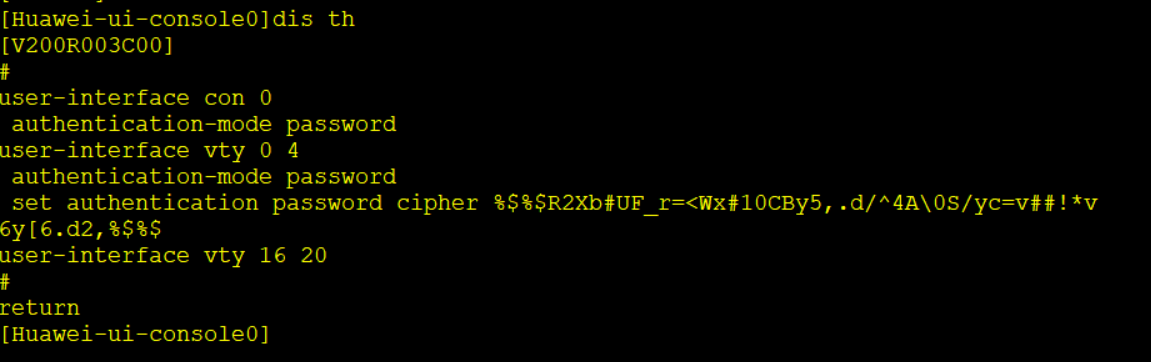 [Huawei-ui-console0]dis th
[V200R003C00]
#
user-interface con 0
 authentication-mode password
user-interface vty 0 4
 authentication-mode password
 set authentication password cipher %$%$R2Xb#UF_r=<Wx#10CBy5,.d/^4A\0S/yc=v##!*v
6y[6.d2,%$%$
user-interface vty 16 20
#
return
[Huawei-ui-console0]